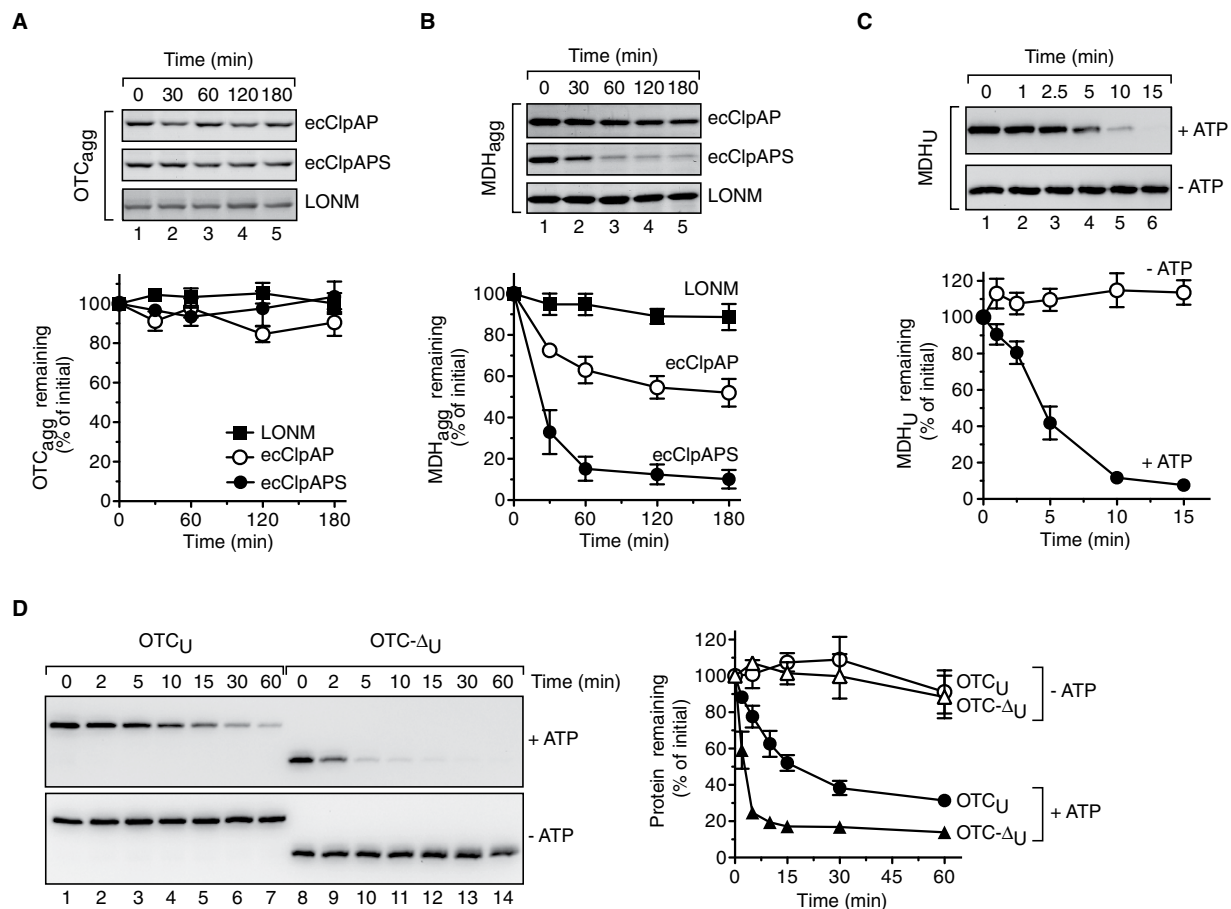 A
Time (min)
0 30 60 120 180
OTCagg
ecClpAP
ecClpAPS
LONM
1 2 3 4 5
OTCagg remaining
(% of initial)
100
80
60
40
20
0
LONM
ecClpAP
ecClpAPS
0 60 120 180
Time (min)
B
Time (min)
0 30 60 120 180
MDHagg
ecClpAP
ecClpAPS
LONM
1 2 3 4 5
MDHagg remaining
(% of initial)
100
80
60
40
20
0
LONM
ecClpAP
ecClpAPS
0 60 120 180
Time (min)
C
Time (min)
0 1 2.5 5 10 15
MDHU
+ ATP
- ATP
1 2 3 4 5 6
MDHU remaining
(% of initial)
120
100
80
60
40
20
0
- ATP
+ ATP
0 5 10 15
Time (min)
D
OTCU OTC-ΔU
0 2 5 10 15 30 60 0 2 5 10 15 30 60 Time (min)
+ ATP
- ATP
1 2 3 4 5 6 7 8 9 10 11 12 13 14
Protein remaining
(% of initial)
120
100
80
60
40
20
0
OTCU
OTC-ΔU
- ATP
OTCU
OTC-ΔU
+ ATP
0 15 30 45 60
Time (min)